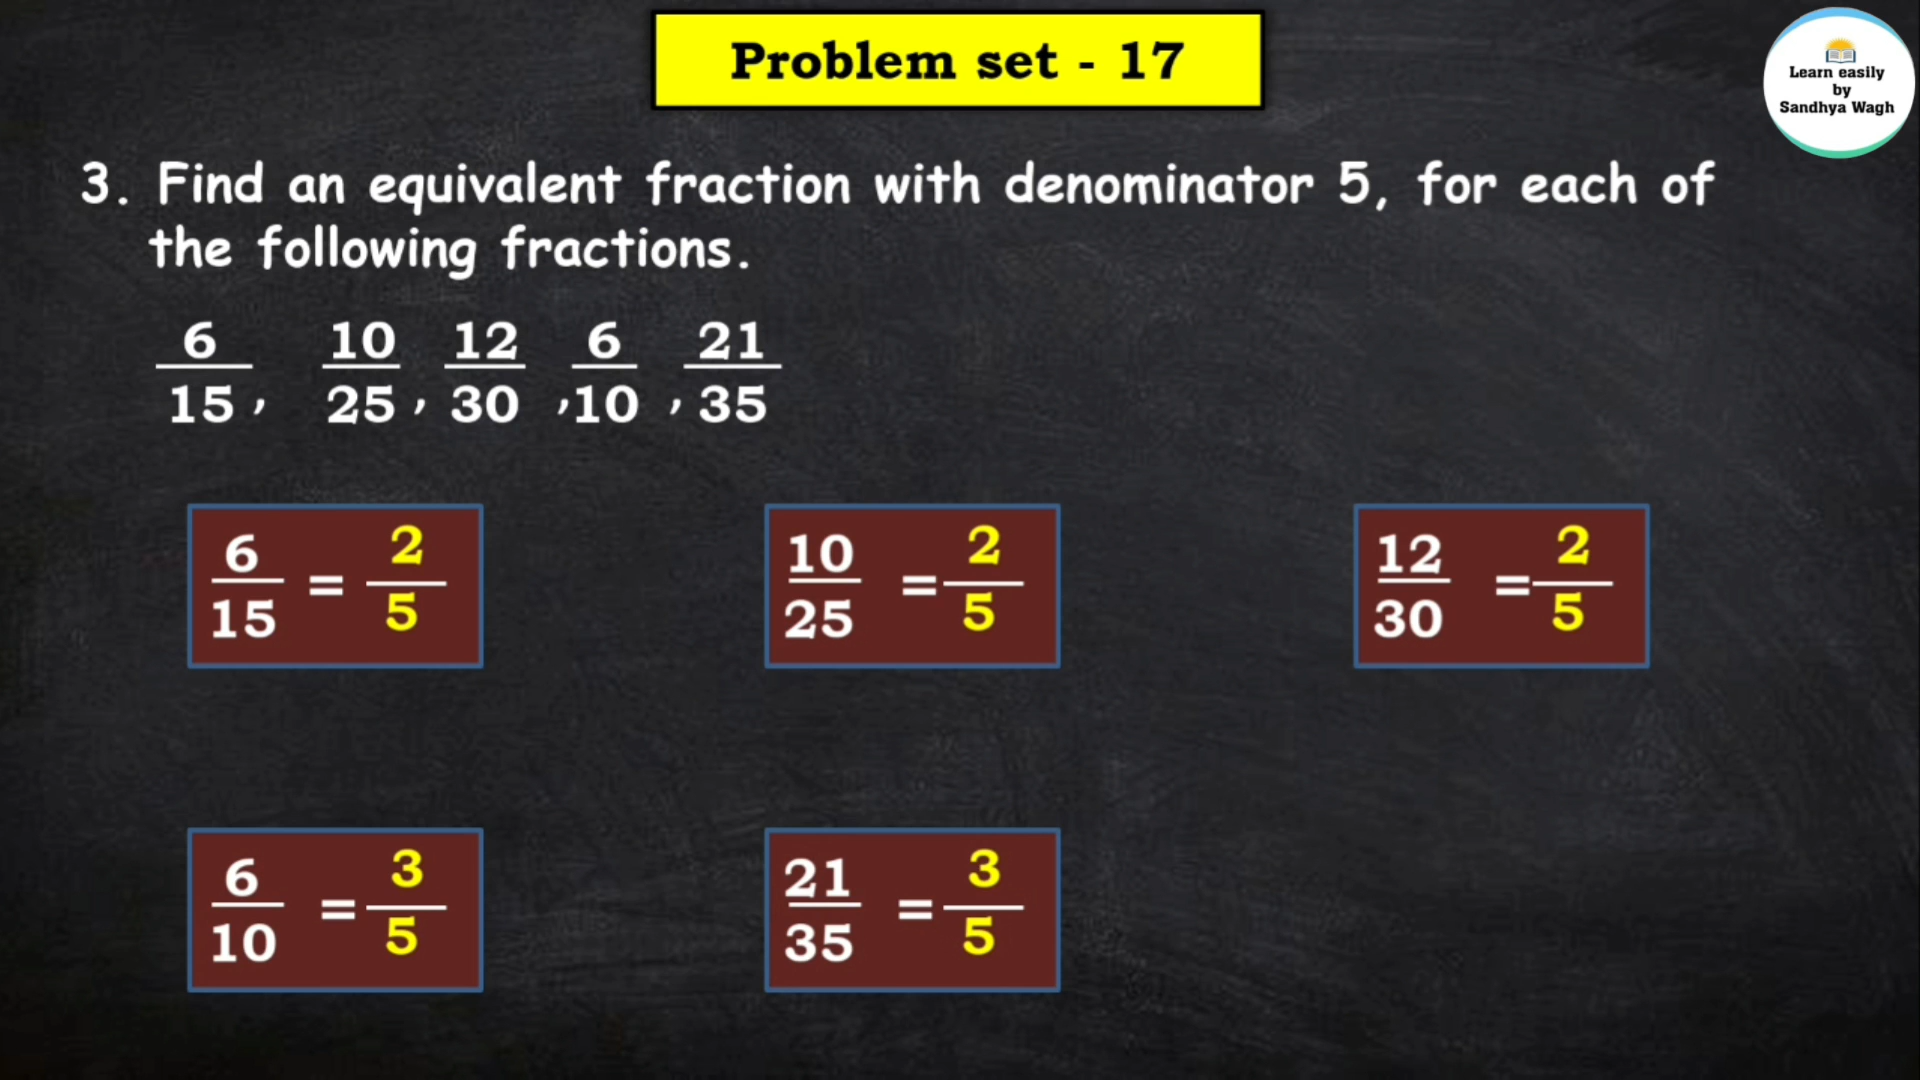 Problem set - 17
Learn easily
by
Sandhya Wagh
3. Find an equivalent fraction with denominator 5, for each of
the following fractions.
6/15, 10/25, 12/30, 6/10, 21/35
6/15 = 2/5
10/25 = 2/5
12/30 = 2/5
6/10 = 3/5
21/35 = 3/5